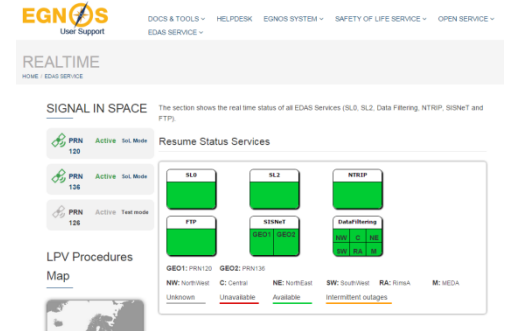 EGNOS
User Support
DOCS & TOOLS
HELPDESK
EGNOS SYSTEM
SAFETY OF LIFE SERVICE
OPEN SERVICE
EDAS SERVICE
REALTIME
HOME / EDAS SERVICE
SIGNAL IN SPACE
The section shows the real time status of all EDAS Services (SL0, SL2, Data Filtering, NTRIP, SISNeT and
FTP).
PRN 120 Active SoL Mode
PRN 136 Active SoL Mode
PRN 126 Active Test mode
Resume Status Services
SL0
SL2
NTRIP
FTP
SISNeT
GEO1 GEO2
DataFiltering
NW C NE
SW RA M
GEO1: PRN120 GEO2: PRN136
NW: NorthWest C: Central NE: NorthEast SW: SouthWest RA: RimsA M: MEDA
Unknown Unavailable Available Intermittent outages
LPV Procedures
Map